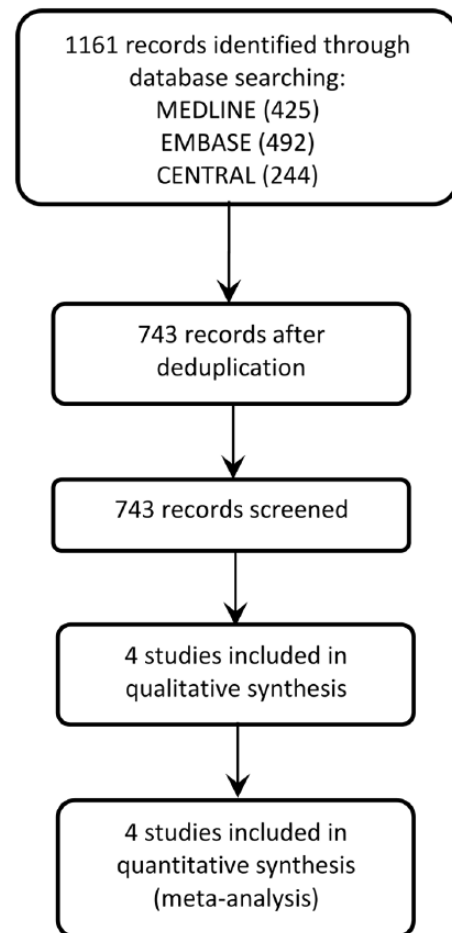 1161 records identified through
database searching:
MEDLINE (425)
EMBASE (492)
CENTRAL (244)
743 records after
deduplication
743 records screened
4 studies included in
qualitative synthesis
4 studies included in
quantitative synthesis
(meta-analysis)